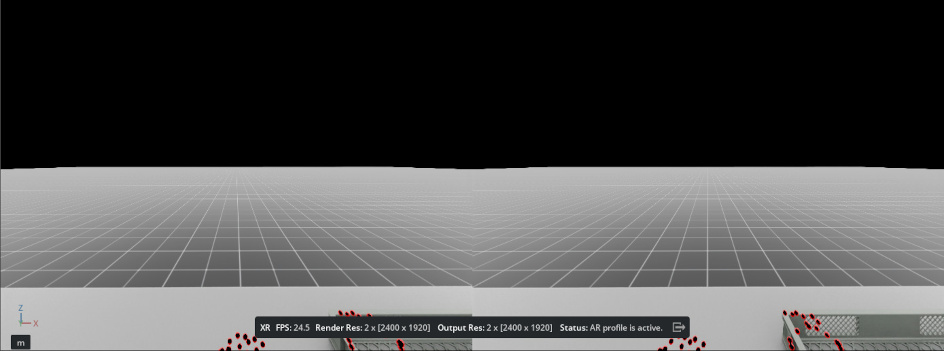 Z
X
XR FPS: 24.5 Render Res: 2 x [2400 x 1920] Output Res: 2 x [2400 x 1920] Status: AR profile is active.
m